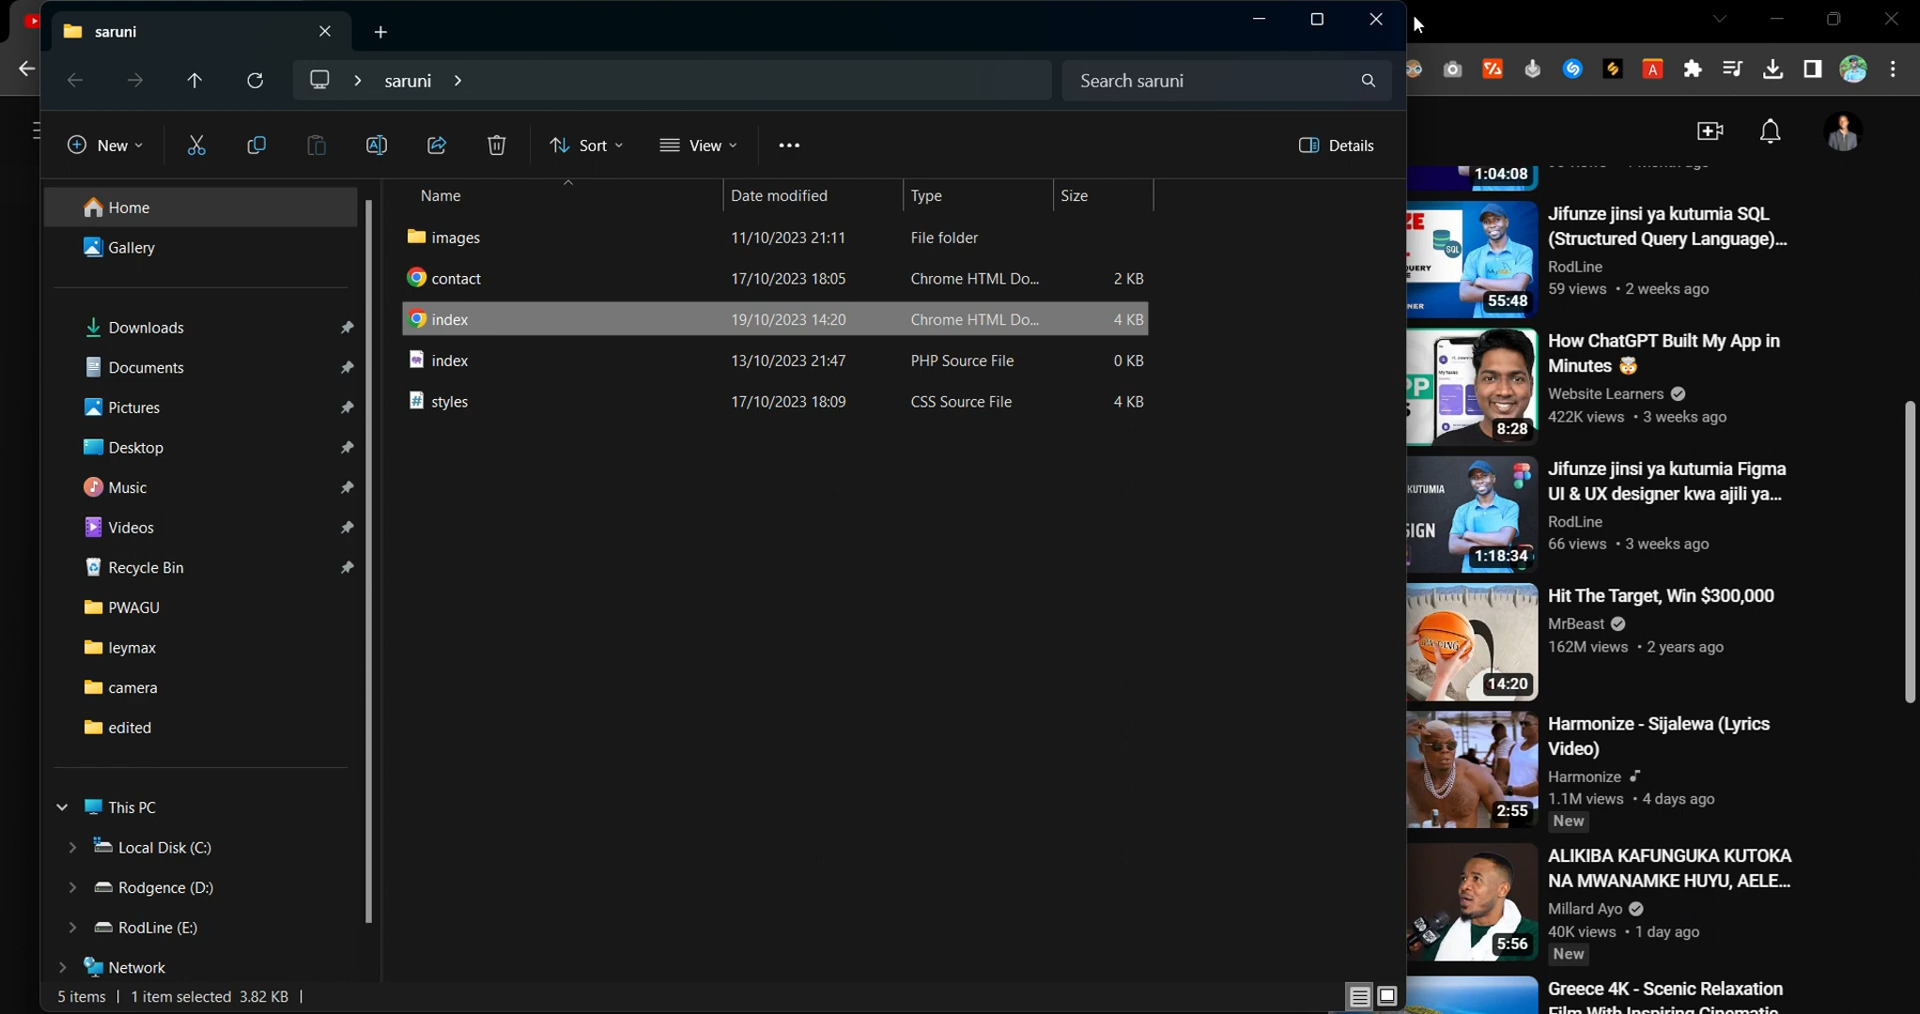 saruni
saruni
Search saruni
New
Sort
View
Details
Name
Date modified
Type
Size
Home
Gallery
Downloads
Documents
Pictures
Desktop
Music
Videos
Recycle Bin
PWAGU
leymax
camera
edited
This PC
Local Disk (C:)
Rodgence (D:)
RodLine (E:)
Network
images 11/10/2023 21:11 File folder
contact 17/10/2023 18:05 Chrome HTML Do... 2 KB
index 19/10/2023 14:20 Chrome HTML Do... 4 KB
index 13/10/2023 21:47 PHP Source File 0 KB
styles 17/10/2023 18:09 CSS Source File 4 KB
5 items | 1 item selected 3.82 KB |
1:04:08
SQL
55:48
Jifunze jinsi ya kutumia SQL
(Structured Query Language)...
RodLine
59 views • 2 weeks ago
8:28
How ChatGPT Built My App in
Minutes 🤯
Website Learners
422K views • 3 weeks ago
KUTUMIA
1:18:34
Jifunze jinsi ya kutumia Figma
UI & UX designer kwa ajili ya...
RodLine
66 views • 3 weeks ago
14:20
Hit The Target, Win $300,000
MrBeast
162M views • 2 years ago
2:55
Harmonize - Sijalewa (Lyrics
Video)
Harmonize
1.1M views • 4 days ago
New
5:56
ALIKIBA KAFUNGUKA KUTOKA
NA MWANAMKE HUYU, AELE...
Millard Ayo
40K views • 1 day ago
New
Greece 4K - Scenic Relaxation
Film With Inspiring Cinematic